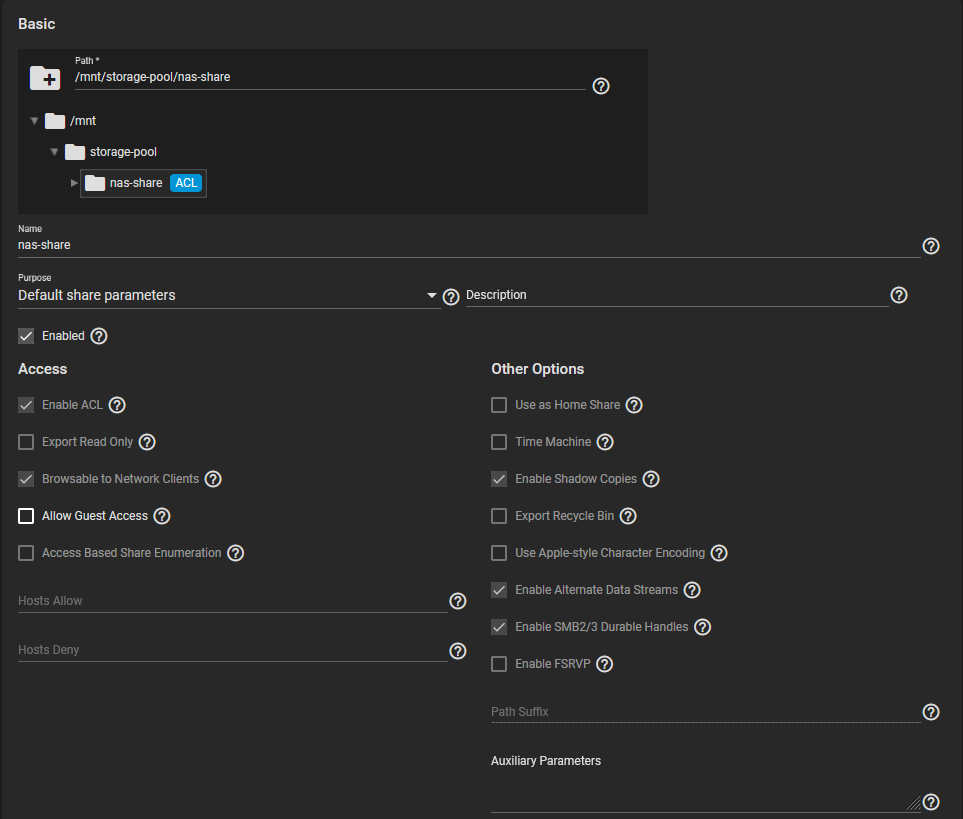 Basic
Path *
/mnt/storage-pool/nas-share
/mnt
storage-pool
nas-share ACL
Name
nas-share
Purpose
Default share parameters
Description
Enabled
Access
Enable ACL
Export Read Only
Browsable to Network Clients
Allow Guest Access
Access Based Share Enumeration
Hosts Allow
Hosts Deny
Other Options
Use as Home Share
Time Machine
Enable Shadow Copies
Export Recycle Bin
Use Apple-style Character Encoding
Enable Alternate Data Streams
Enable SMB2/3 Durable Handles
Enable FSRVP
Path Suffix
Auxiliary Parameters